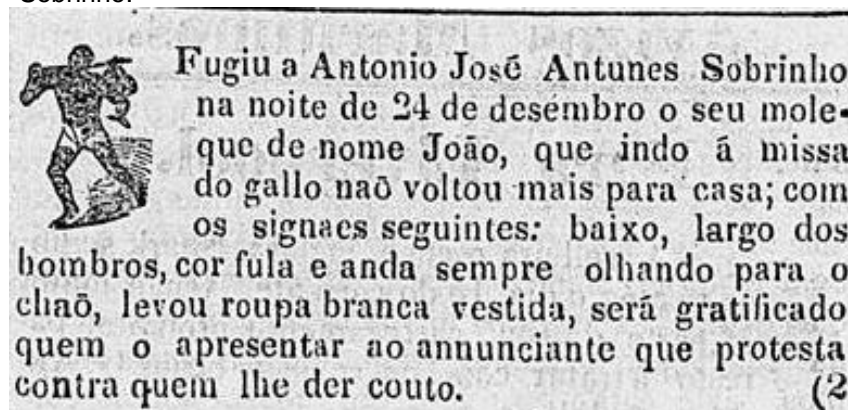 Sobrinho.
Fugiu a Antonio José Antunes Sobrinho
na noite de 24 de desembro o seu mole-
que de nome João, que indo á missa
do gallo naõ voltou mais para casa; com
os signaes seguintes: baixo, largo dos
hombros, cor fula e anda sempre olhando para o
chaõ, levou roupa branca vestida, será gratificado
quem o apresentar ao annunciante que protesta
contra quem lhe der couto. (2